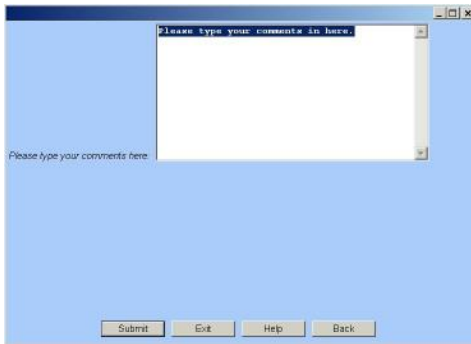 Please type your comments in here.
Please type your comments here.
Submit
Exit
Help
Back